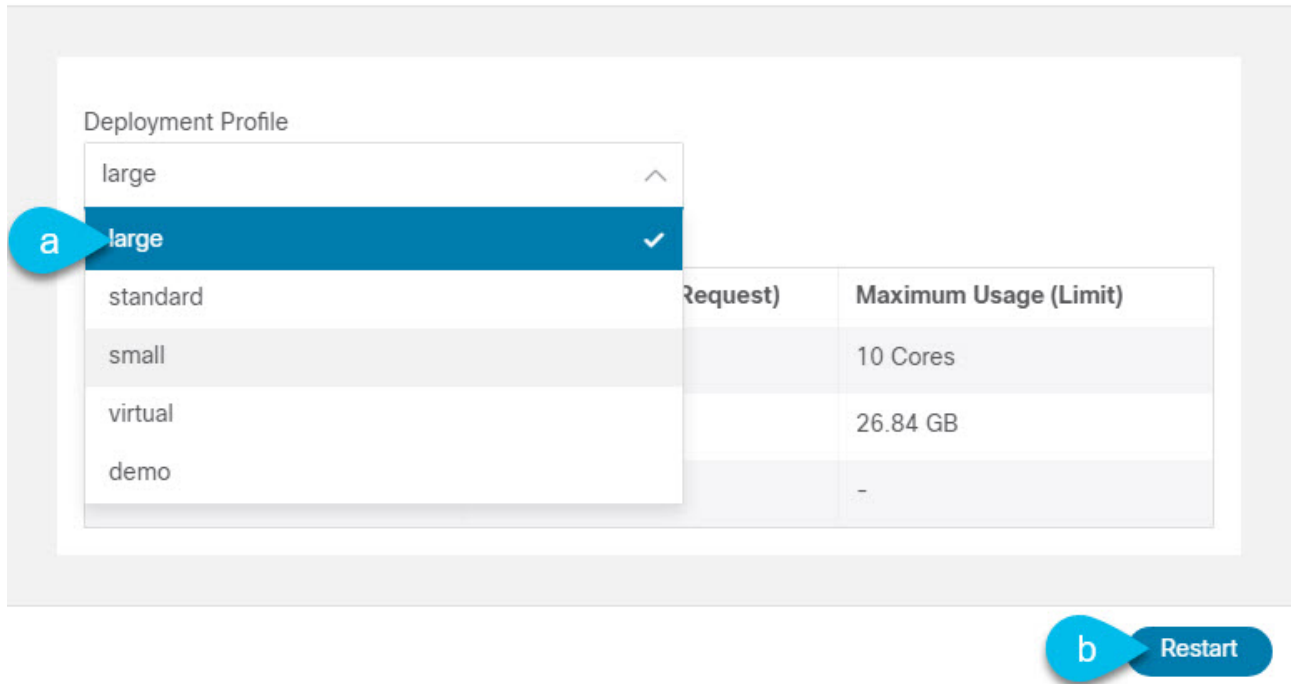 Deployment Profile
large
a large
standard
Request) Maximum Usage (Limit)
small
10 Cores
virtual
26.84 GB
demo
-
b Restart